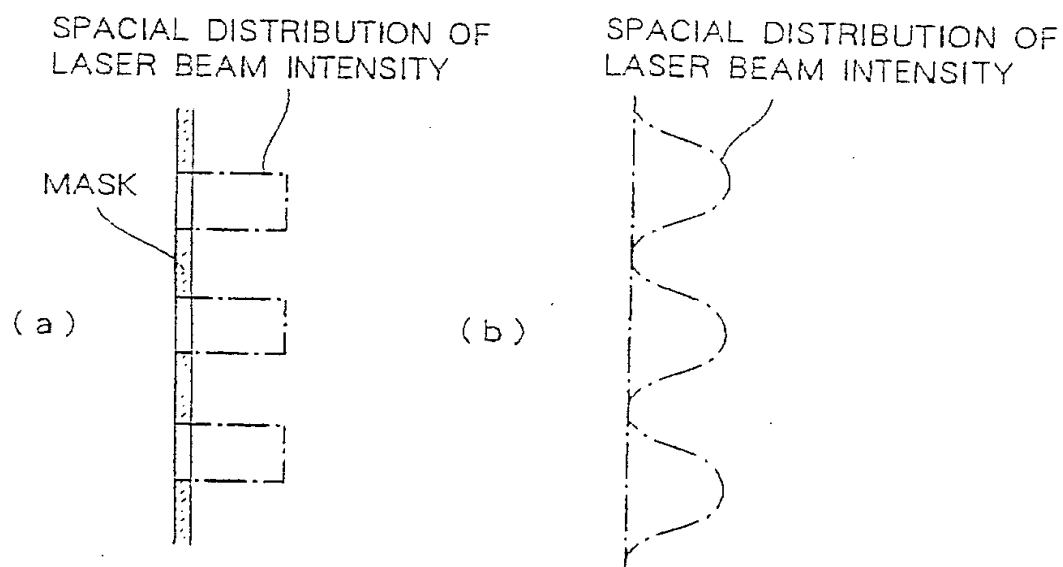 SPACIAL DISTRIBUTION OF
LASER BEAM INTENSITY
MASK
(a)
SPACIAL DISTRIBUTION OF
LASER BEAM INTENSITY
(b)